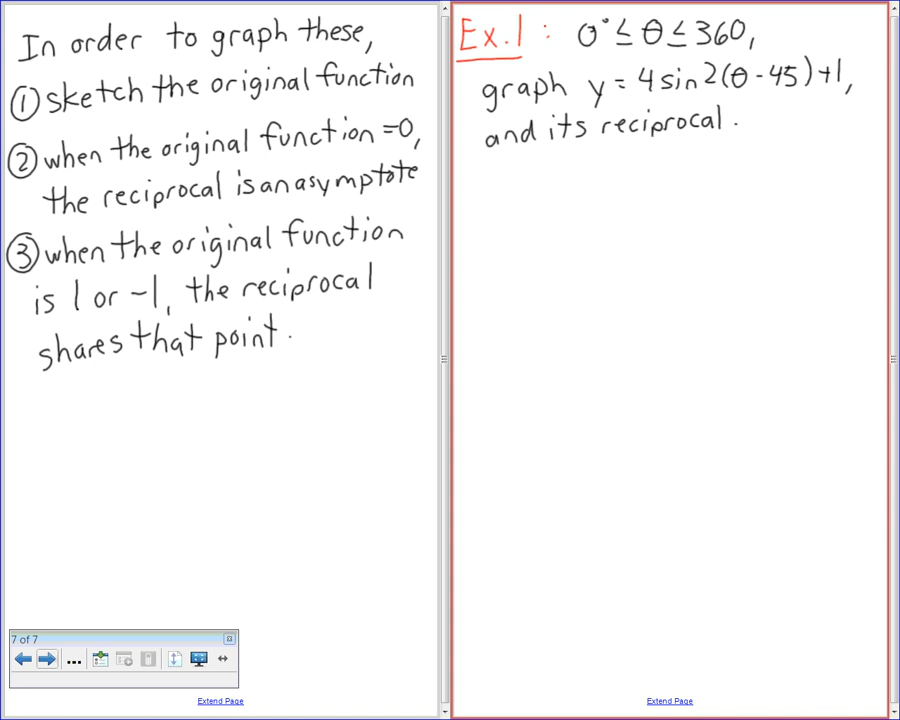 In order to graph these,
① sketch the original function
② when the original function =0,
the reciprocal is an asymptote
③ when the original function
is 1 or -1, the reciprocal
shares that point.
7 of 7
Extend Page
Ex.1: 0° ≤ θ ≤ 360,
graph y = 4 sin 2(θ - 45) + 1,
and its reciprocal.
Extend Page